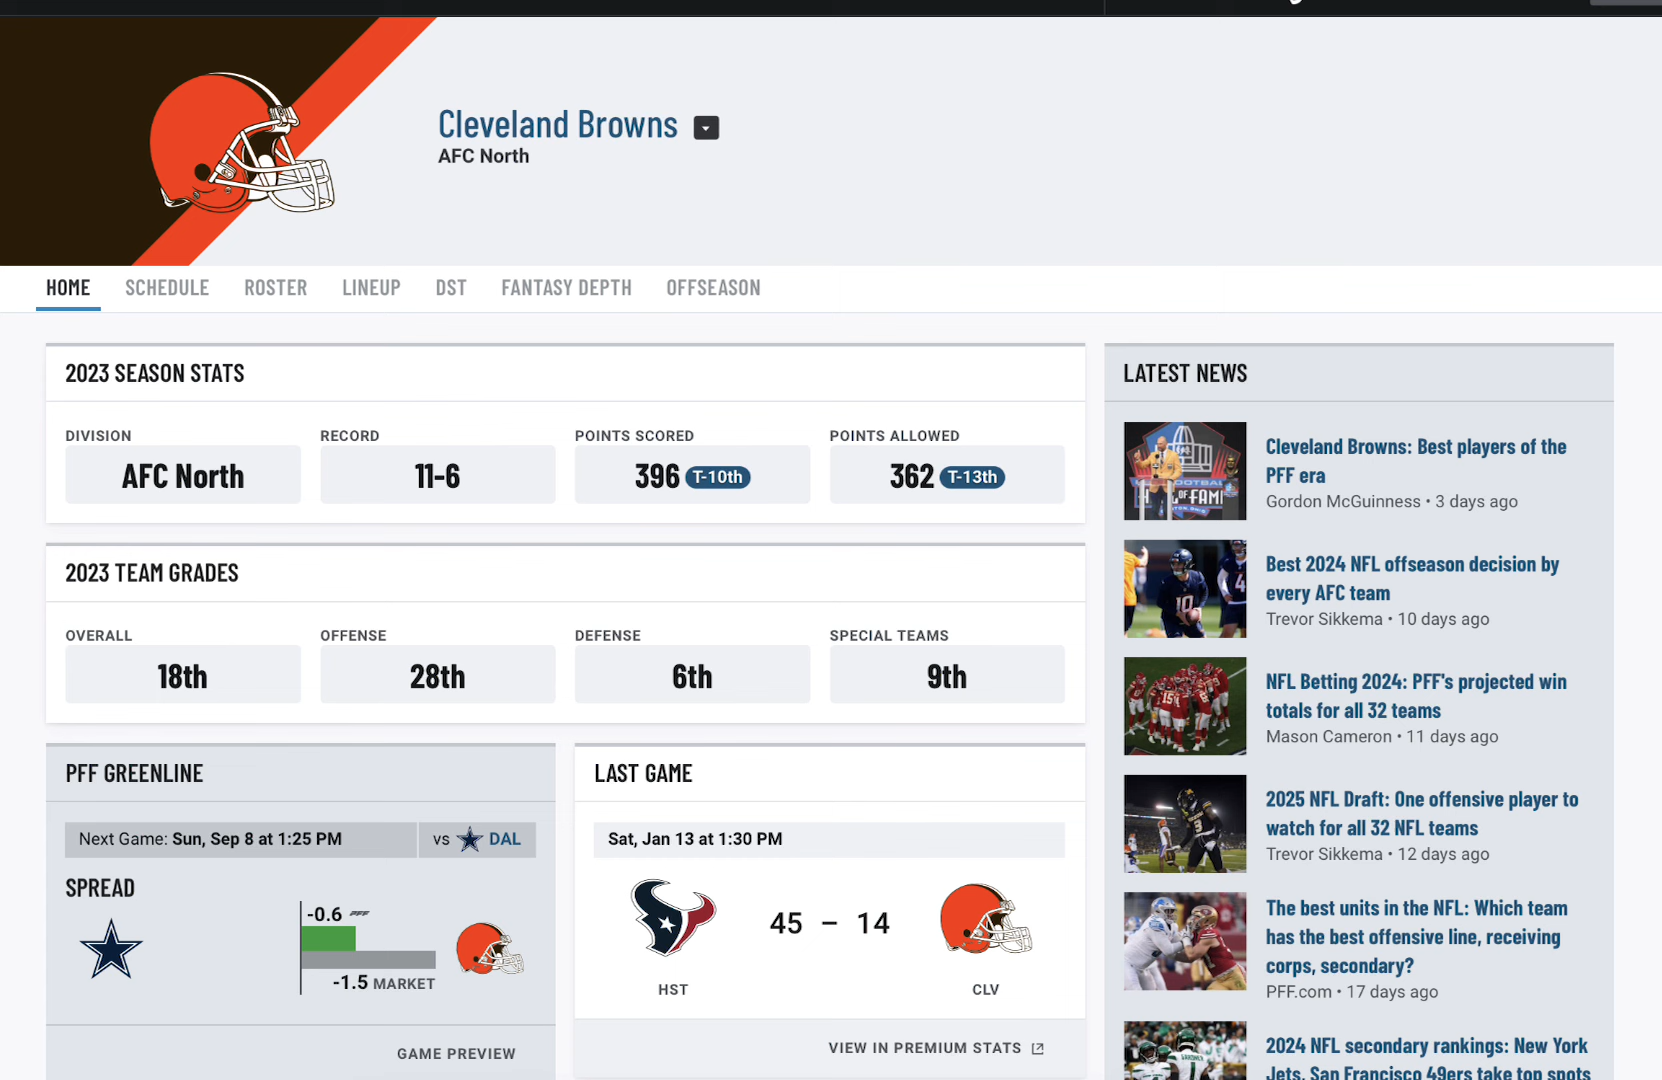 Cleveland Browns
AFC North
HOME SCHEDULE ROSTER LINEUP DST FANTASY DEPTH OFFSEASON
2023 SEASON STATS
DIVISION RECORD POINTS SCORED POINTS ALLOWED
AFC North 11-6 396 T-10th 362 T-13th
2023 TEAM GRADES
OVERALL OFFENSE DEFENSE SPECIAL TEAMS
18th 28th 6th 9th
PFF GREENLINE
Next Game: Sun, Sep 8 at 1:25 PM vs DAL
SPREAD
-0.6 PFF
-1.5 MARKET
GAME PREVIEW
LAST GAME
Sat, Jan 13 at 1:30 PM
45 – 14
HST CLV
VIEW IN PREMIUM STATS
LATEST NEWS
Cleveland Browns: Best players of the
PFF era
Gordon McGuinness • 3 days ago
Best 2024 NFL offseason decision by
every AFC team
Trevor Sikkema • 10 days ago
NFL Betting 2024: PFF's projected win
totals for all 32 teams
Mason Cameron • 11 days ago
2025 NFL Draft: One offensive player to
watch for all 32 NFL teams
Trevor Sikkema • 12 days ago
The best units in the NFL: Which team
has the best offensive line, receiving
corps, secondary?
PFF.com • 17 days ago
2024 NFL secondary rankings: New York
Jets, San Francisco 49ers take top spots